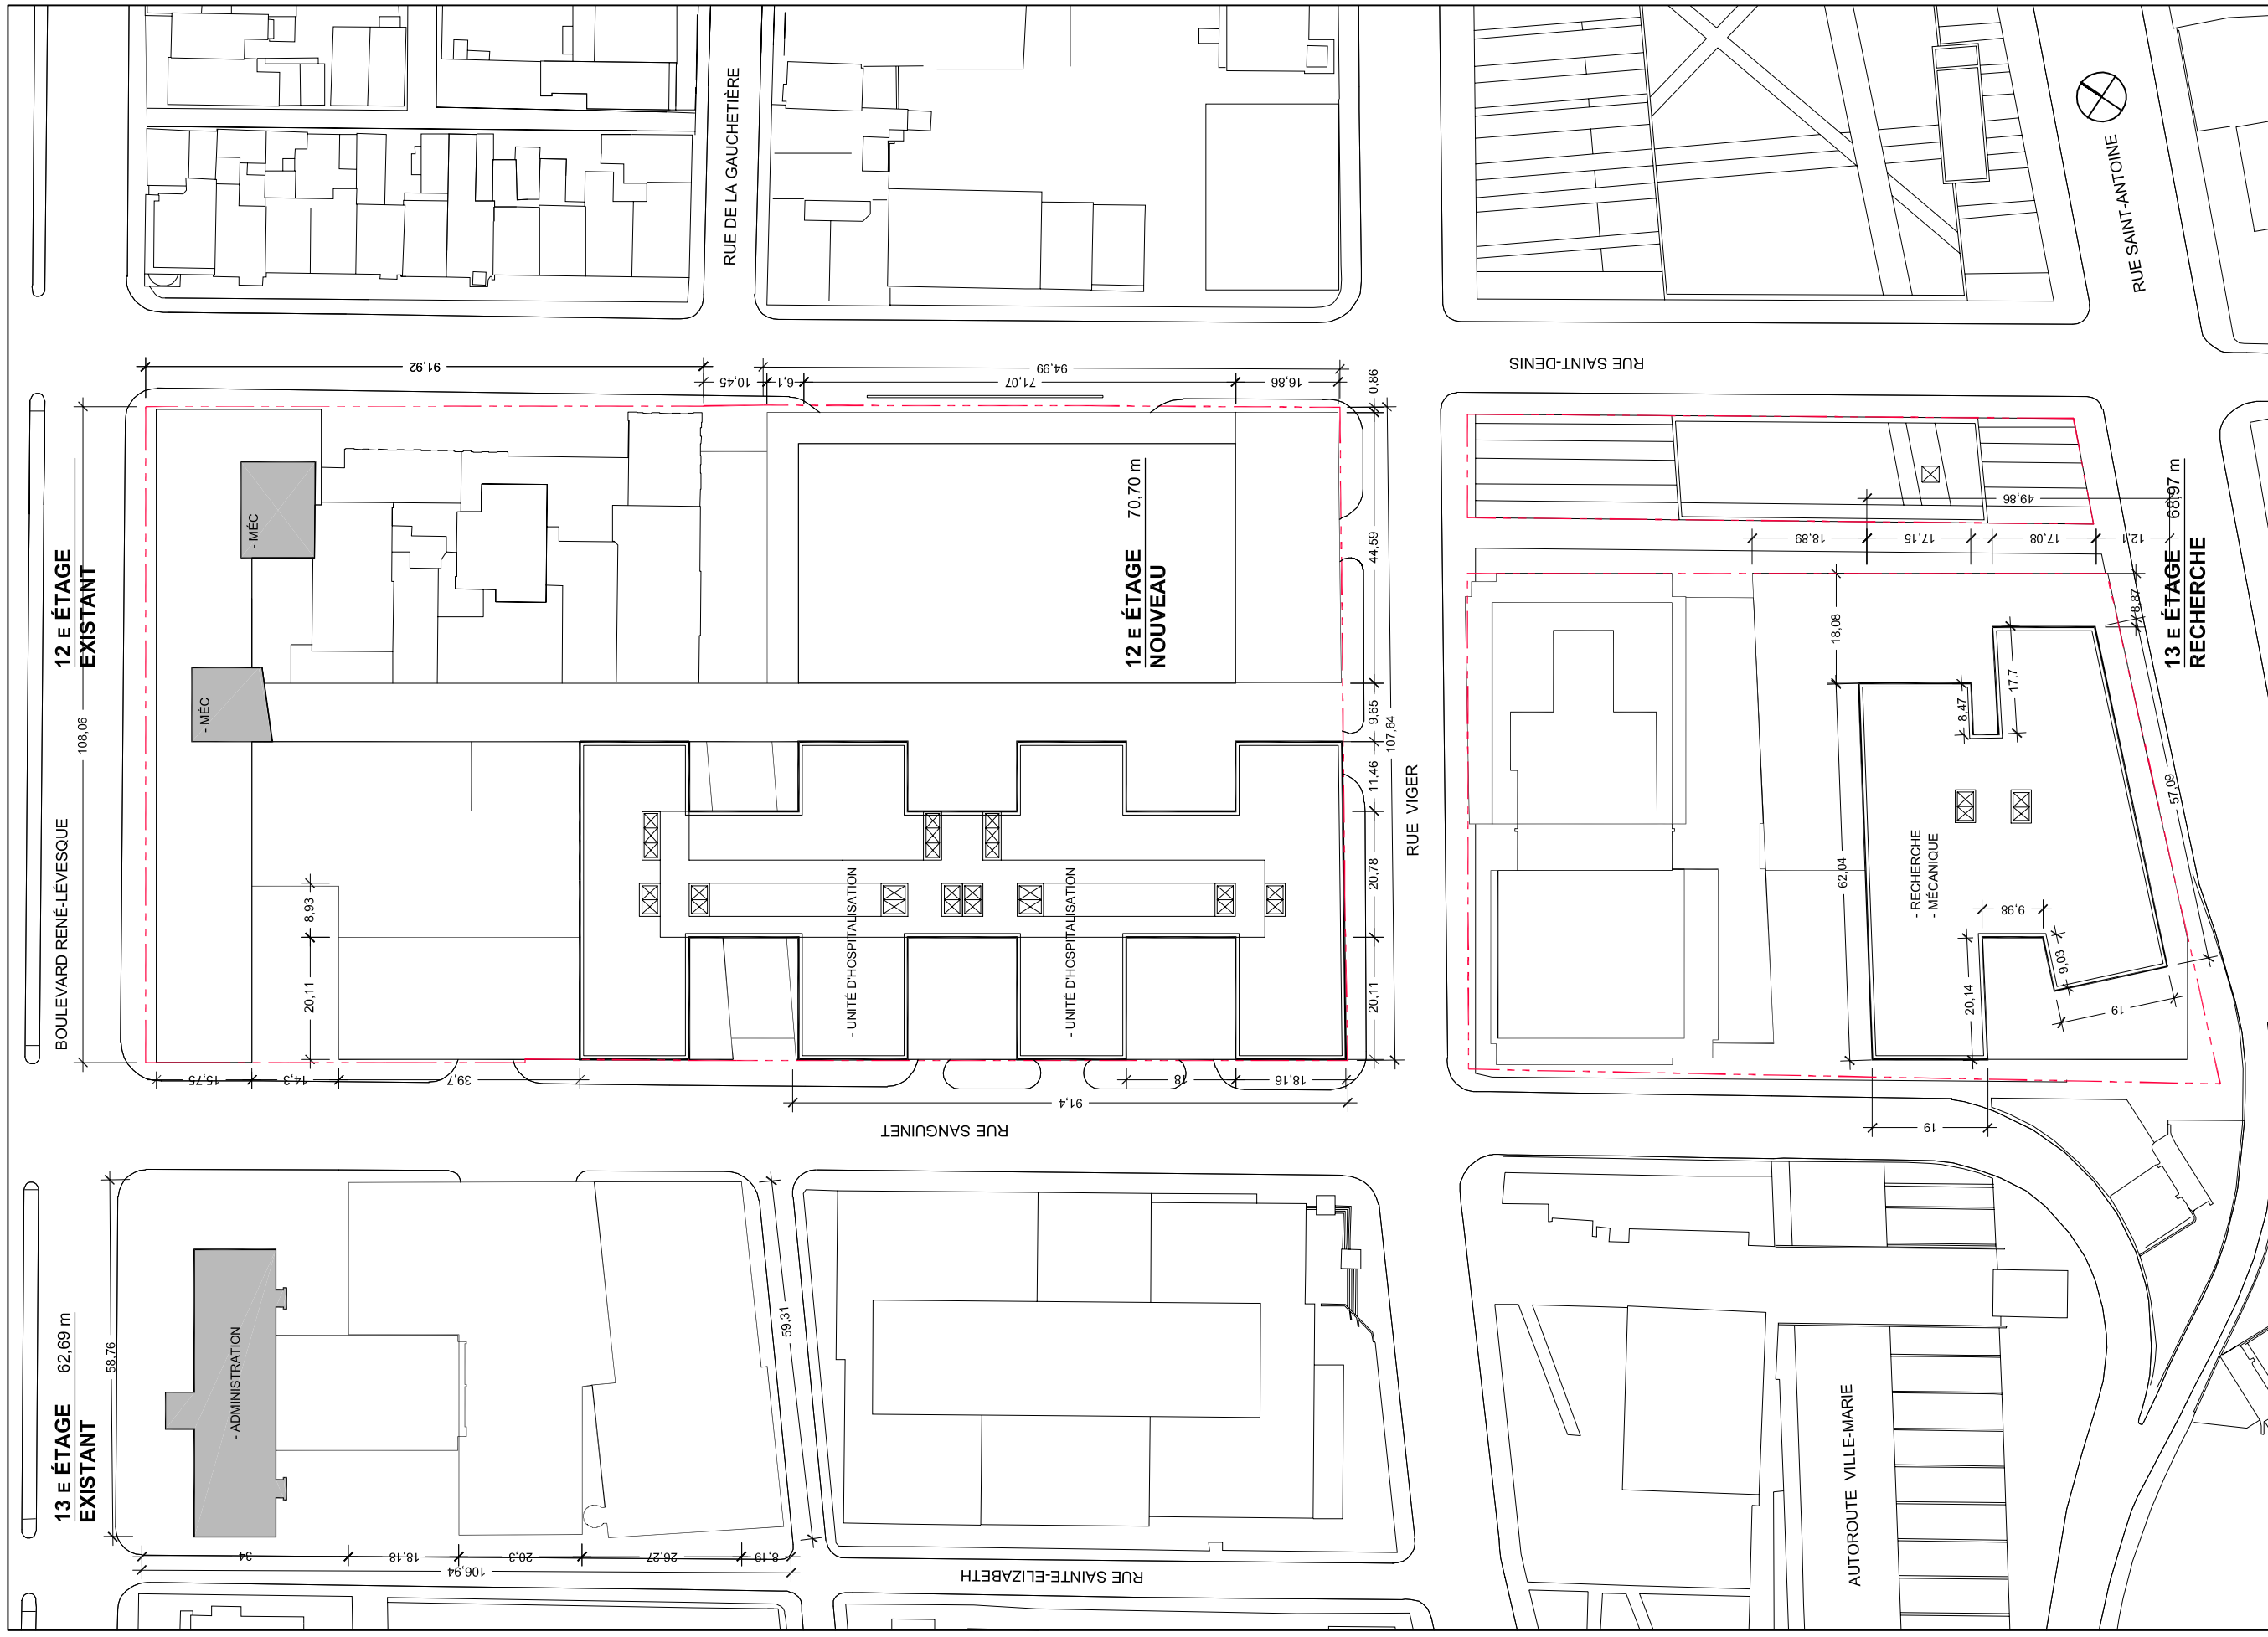 RUE DE LA GAUCHETIÈRE
RUE SAINT-ANTOINE
RUE SAINT-DENIS
91,92
94,99
10,45
6,1
71,07
16,86
0,86
12 E ÉTAGE
EXISTANT
- MÉC
- MÉC
108,06
BOULEVARD RENÉ-LÉVESQUE
12 E ÉTAGE 70,70 m
NOUVEAU
44,59
9,65
107,64
11,46
20,78
20,11
RUE VIGER
8,93
20,11
- UNITÉ D'HOSPITALISATION
- UNITÉ D'HOSPITALISATION
15,75
14,3
39,7
18
18,16
91,4
RUE SANGUINET
49,86
18,89
17,15
17,08
12,1
13 E ÉTAGE 68,97 m
RECHERCHE
8,87
18,08
17,7
8,47
57,09
62,04
- RECHERCHE
- MÉCANIQUE
9,98
9,03
20,14
19
19
13 E ÉTAGE 62,69 m
EXISTANT
58,76
- ADMINISTRATION
59,31
34
18,18
20,3
26,27
8,19
106,94
RUE SAINTE-ELIZABETH
AUTOROUTE VILLE-MARIE